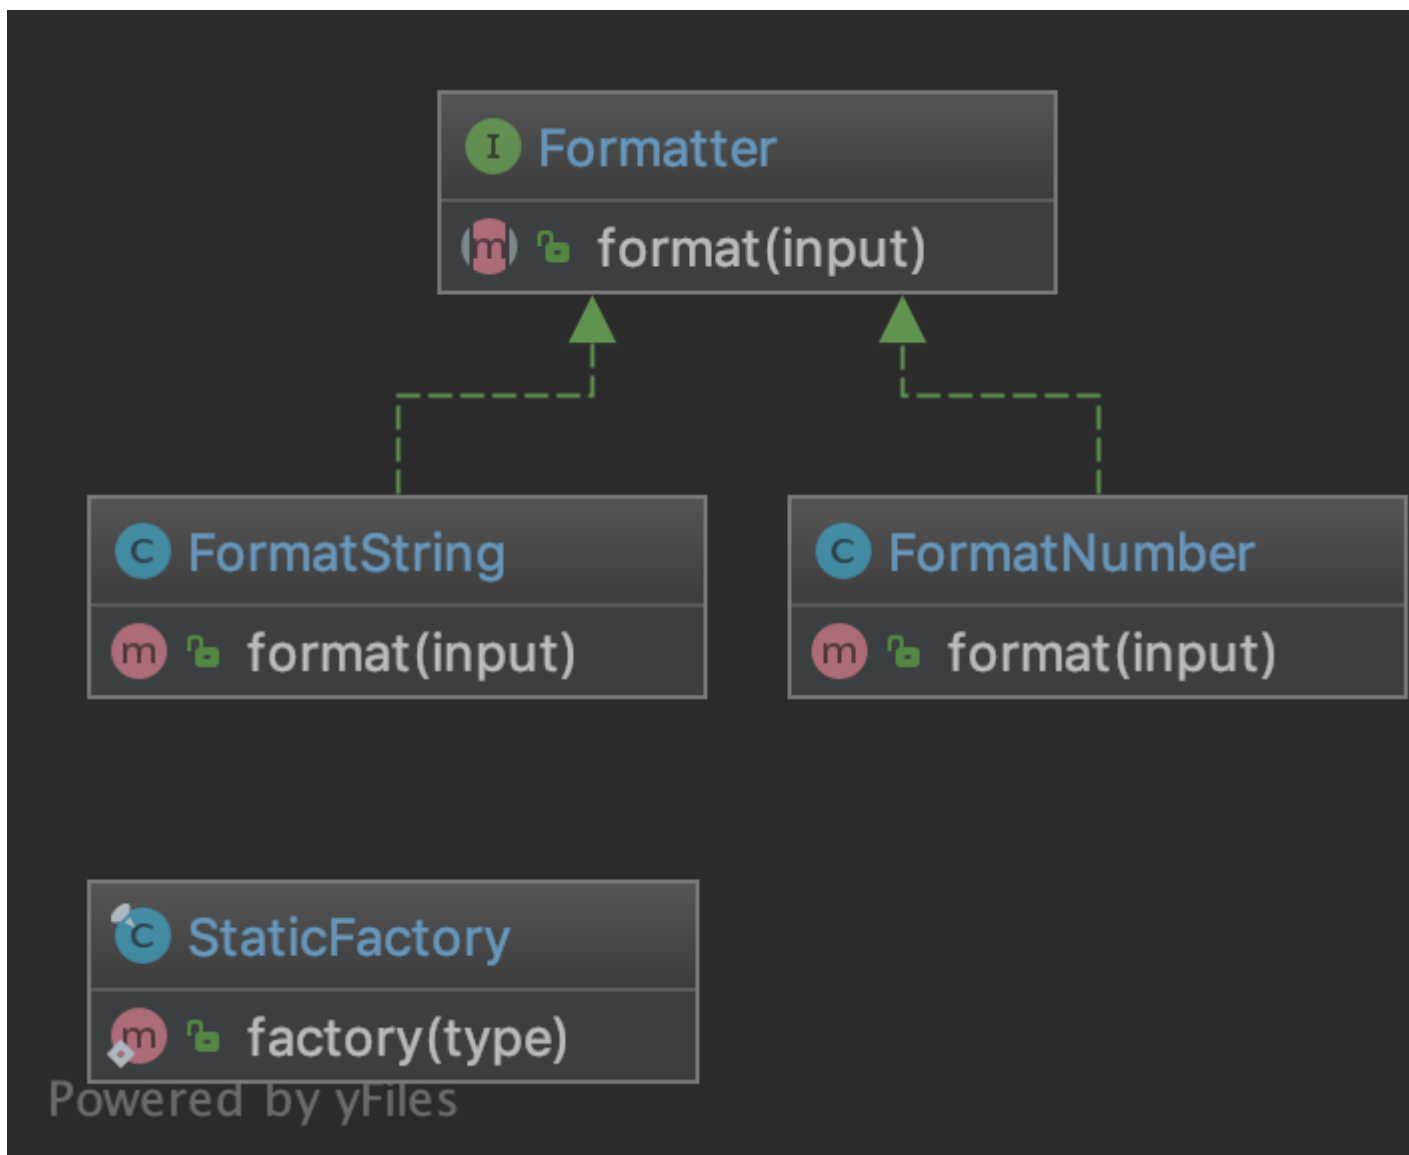 I Formatter
m format(input)
C FormatString
m format(input)
C FormatNumber
m format(input)
C StaticFactory
m factory(type)
Powered by yFiles